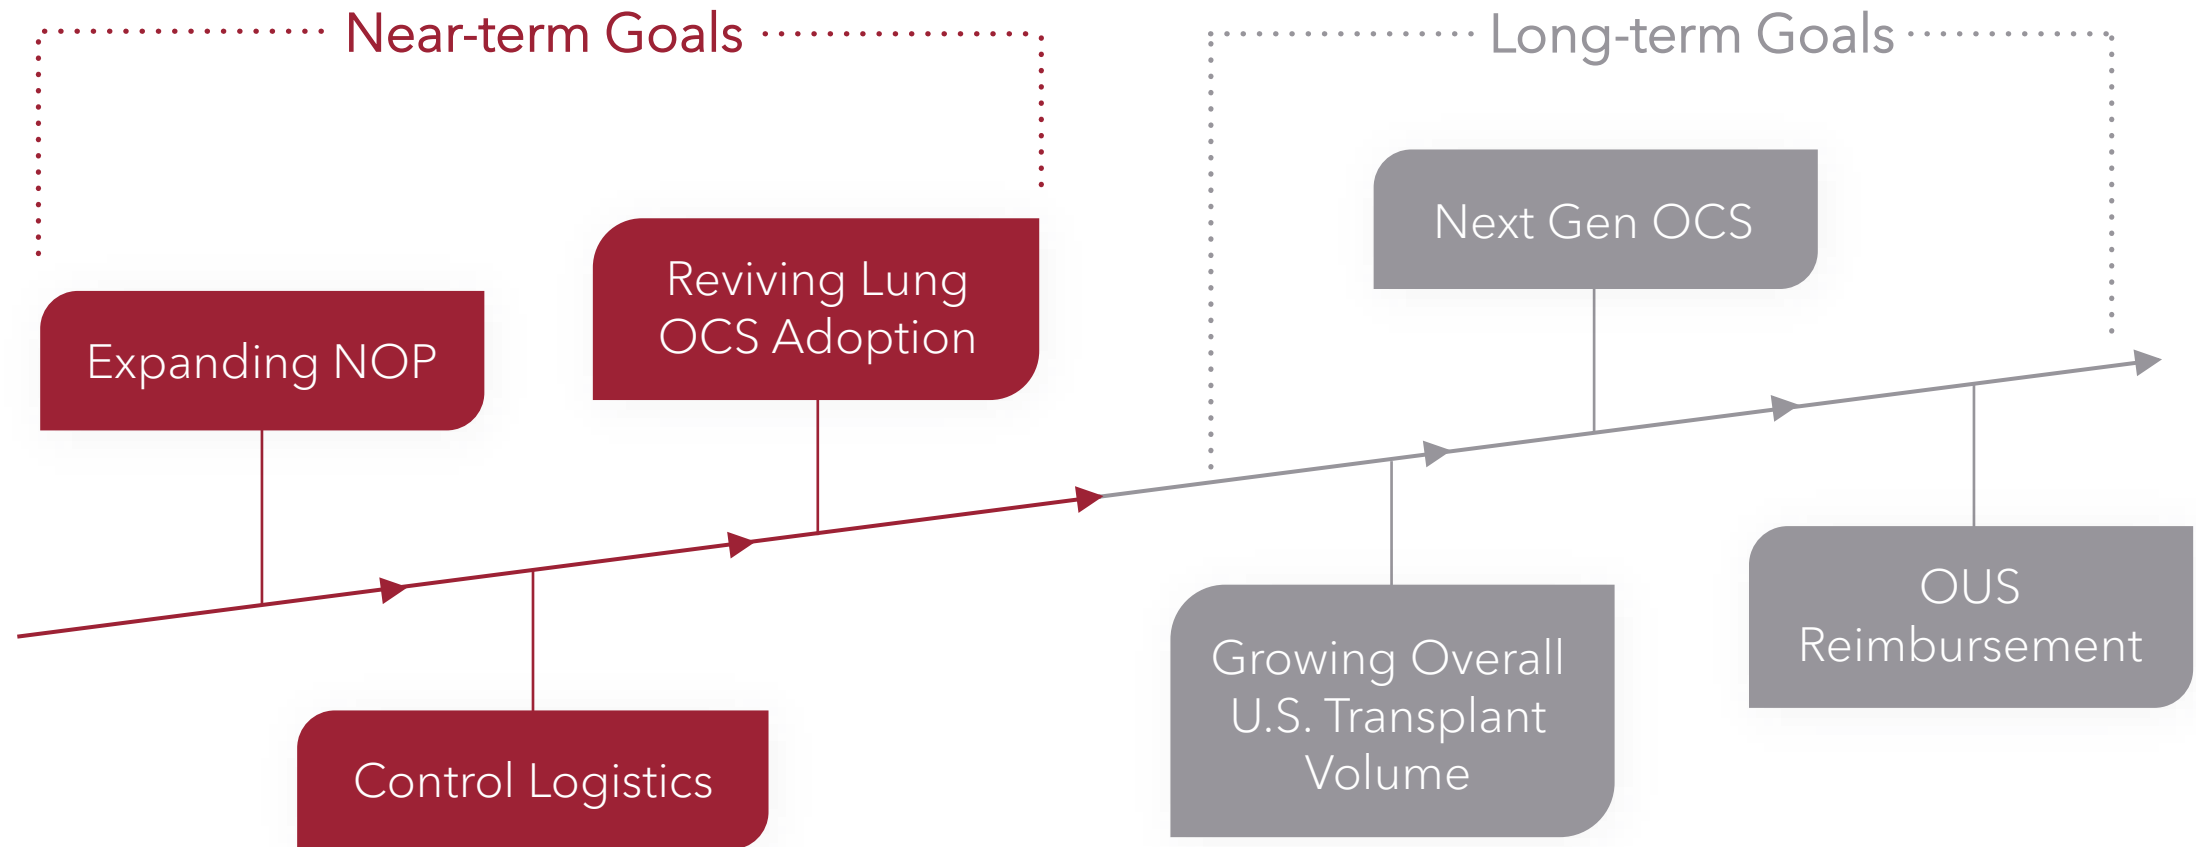 Near-term Goals
Long-term Goals
Expanding NOP
Control Logistics
Reviving Lung
OCS Adoption
Growing Overall
U.S. Transplant
Volume
Next Gen OCS
OUS
Reimbursement